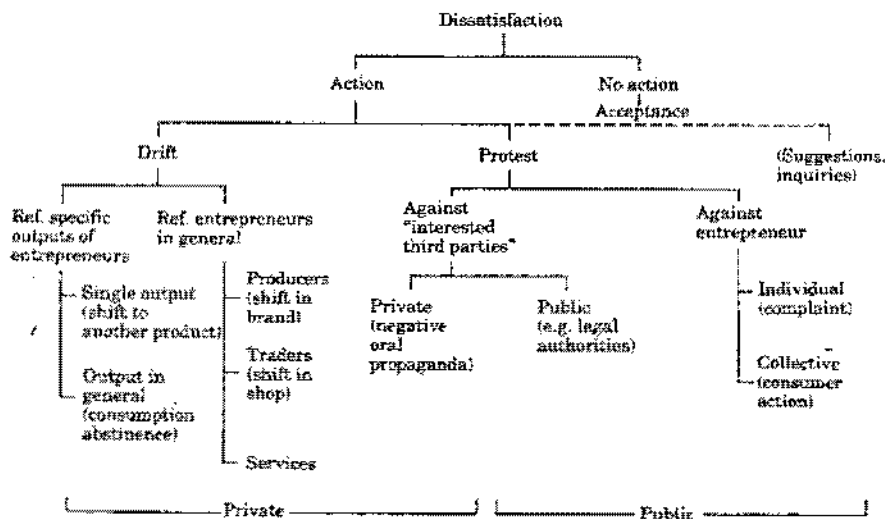 Dissatisfaction
Action
No action
Acceptance
Drift
Protest
(Suggestions,
inquiries)
Ref. specific
outputs of
entrepreneurs
Ref. entrepreneurs
in general
Against
"interested
third parties"
Against
entrepreneur
Single output
(shift to
another product)
Output in
general
(consumption
abstinence)
Producers
(shift in
brand)
Traders
(shift in
shop)
Services
Private
(negative
oral
propaganda)
Public
(e.g. legal
authorities)
Individual
(complaint)
Collective
(consumer
action)
Private
Public